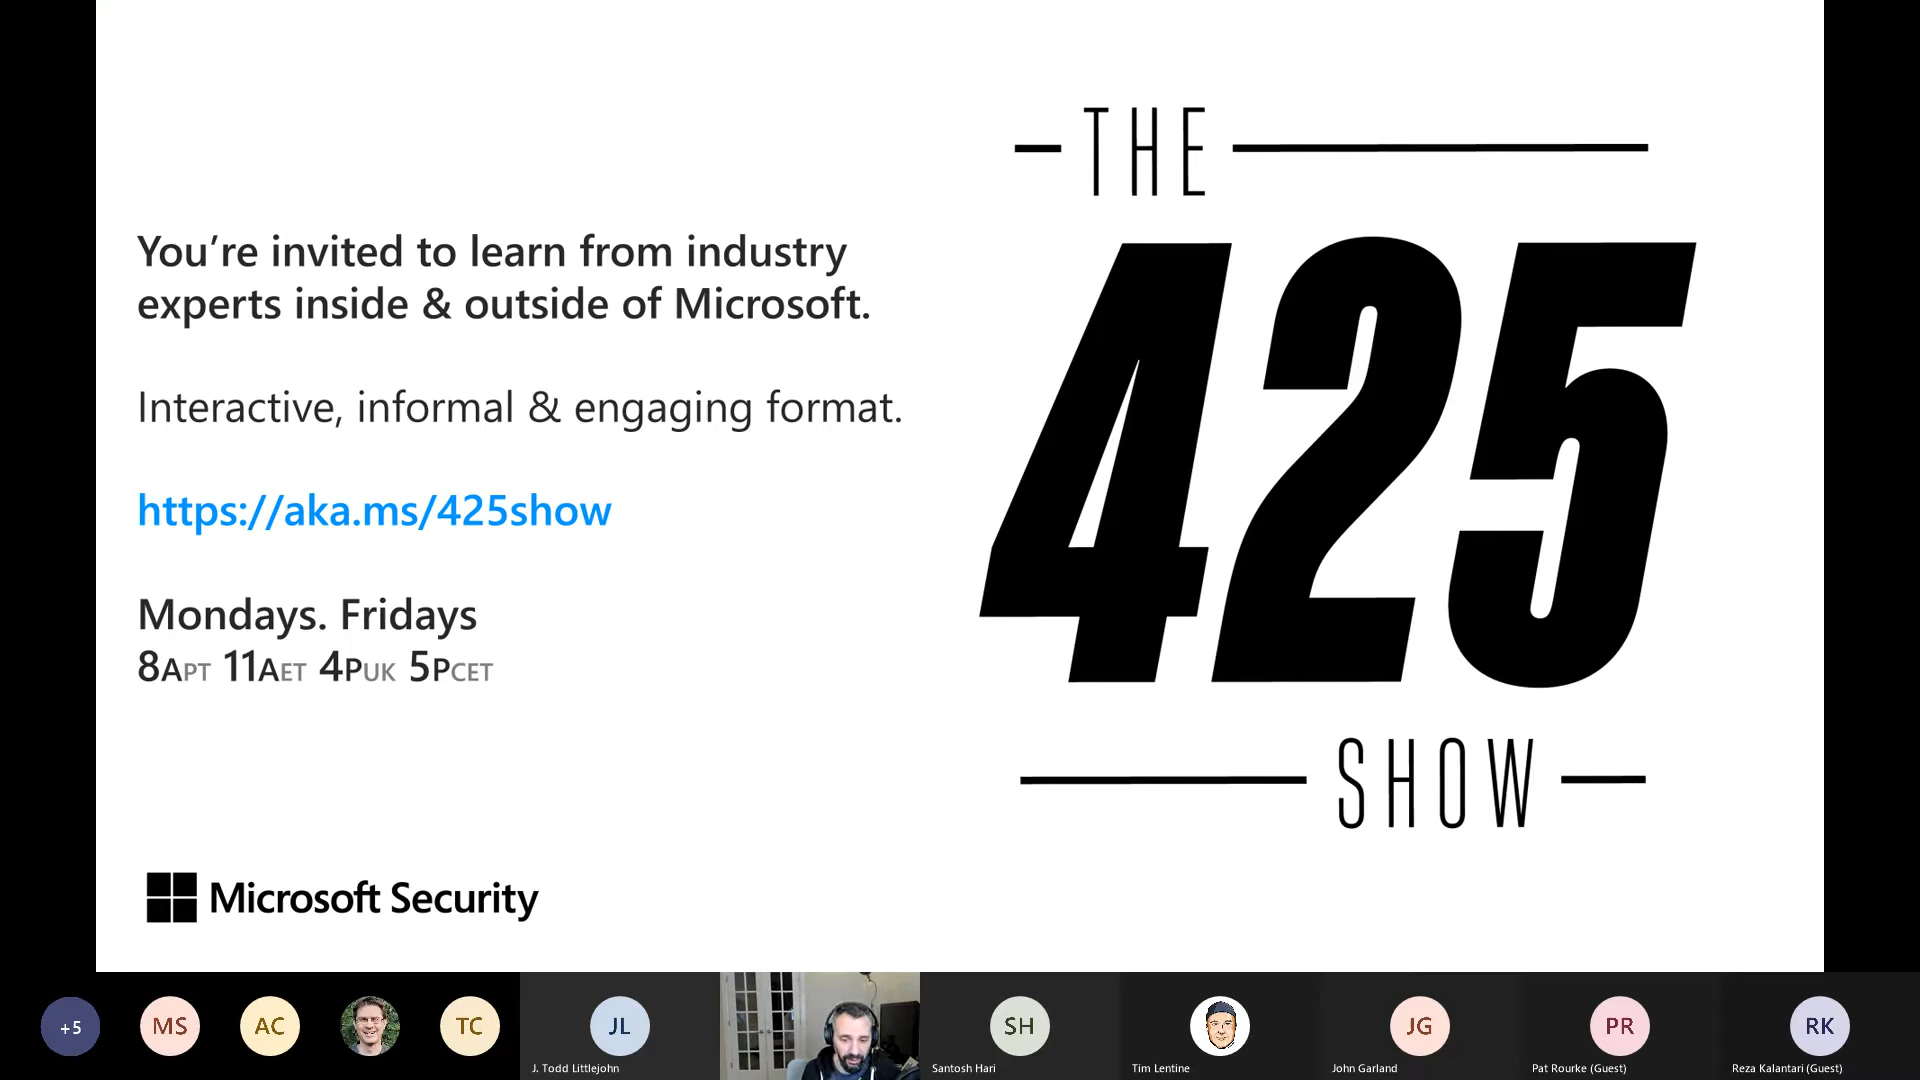 THE
425
SHOW
You're invited to learn from industry
experts inside & outside of Microsoft.
Interactive, informal & engaging format.
https://aka.ms/425show
Mondays. Fridays
8APT 11AET 4PUK 5PCET
Microsoft Security
+5
MS
AC
TC
JL
SH
JG
PR
RK
J. Todd Littlejohn
Santosh Hari
Tim Lentine
John Garland
Pat Rourke (Guest)
Reza Kalantari (Guest)